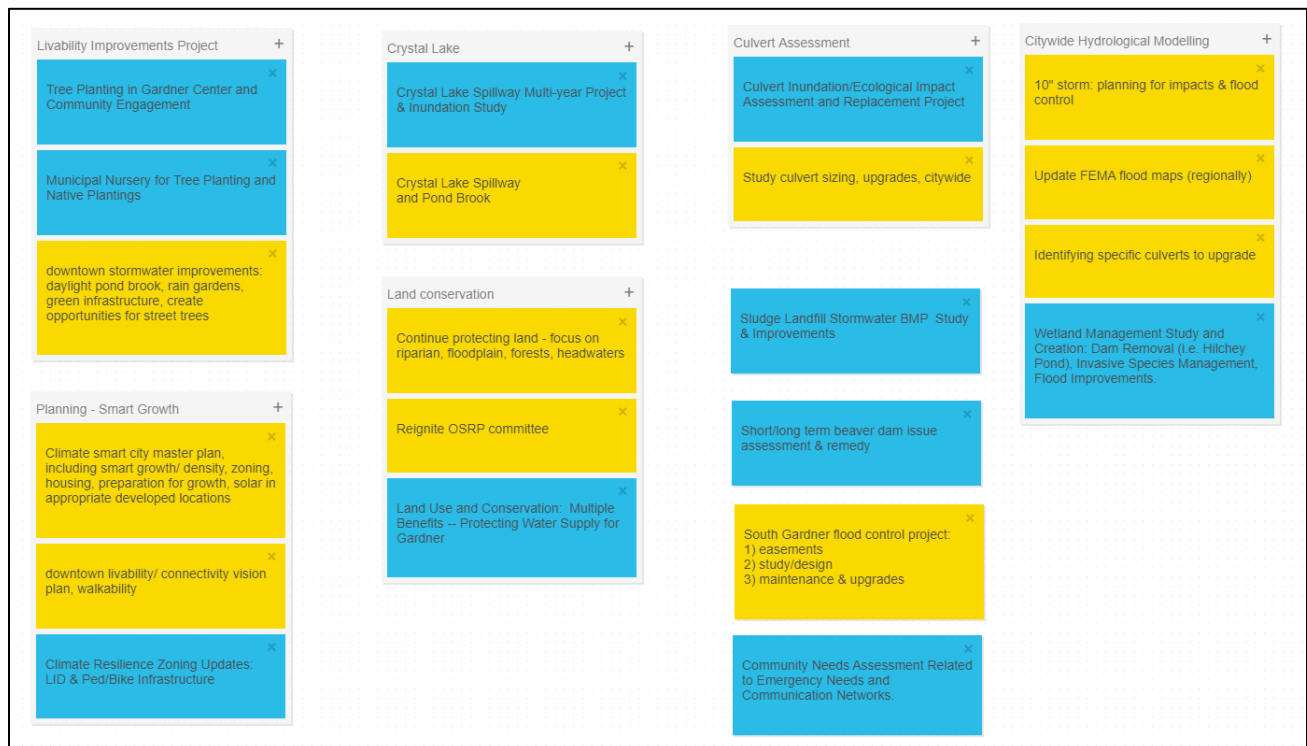 Livability Improvements Project +
×
Tree Planting in Gardner Center and
Community Engagement
×
Municipal Nursery for Tree Planting and
Native Plantings
×
downtown stormwater improvements:
daylight pond brook, rain gardens,
green infrastructure, create
opportunities for street trees
Planning - Smart Growth +
×
Climate smart city master plan,
including smart growth/ density, zoning,
housing, preparation for growth, solar in
appropriate developed locations
×
downtown livability/ connectivity vision
plan, walkability
×
Climate Resilience Zoning Updates:
LID & Ped/Bike Infrastructure
Crystal Lake +
×
Crystal Lake Spillway Multi-year Project
& Inundation Study
×
Crystal Lake Spillway
and Pond Brook
Land conservation +
×
Continue protecting land - focus on
riparian, floodplain, forests, headwaters
×
Reignite OSRP committee
×
Land Use and Conservation: Multiple
Benefits -- Protecting Water Supply for
Gardner
Culvert Assessment +
×
Culvert Inundation/Ecological Impact
Assessment and Replacement Project
×
Study culvert sizing, upgrades, citywide
×
Sludge Landfill Stormwater BMP Study
& Improvements
×
Short/long term beaver dam issue
assessment & remedy
×
South Gardner flood control project:
1) easements
2) study/design
3) maintenance & upgrades
×
Community Needs Assessment Related
to Emergency Needs and
Communication Networks.
Citywide Hydrological Modelling +
×
10" storm: planning for impacts & flood
control
×
Update FEMA flood maps (regionally)
×
Identifying specific culverts to upgrade
×
Wetland Management Study and
Creation: Dam Removal (i.e. Hilchey
Pond), Invasive Species Management,
Flood Improvements.